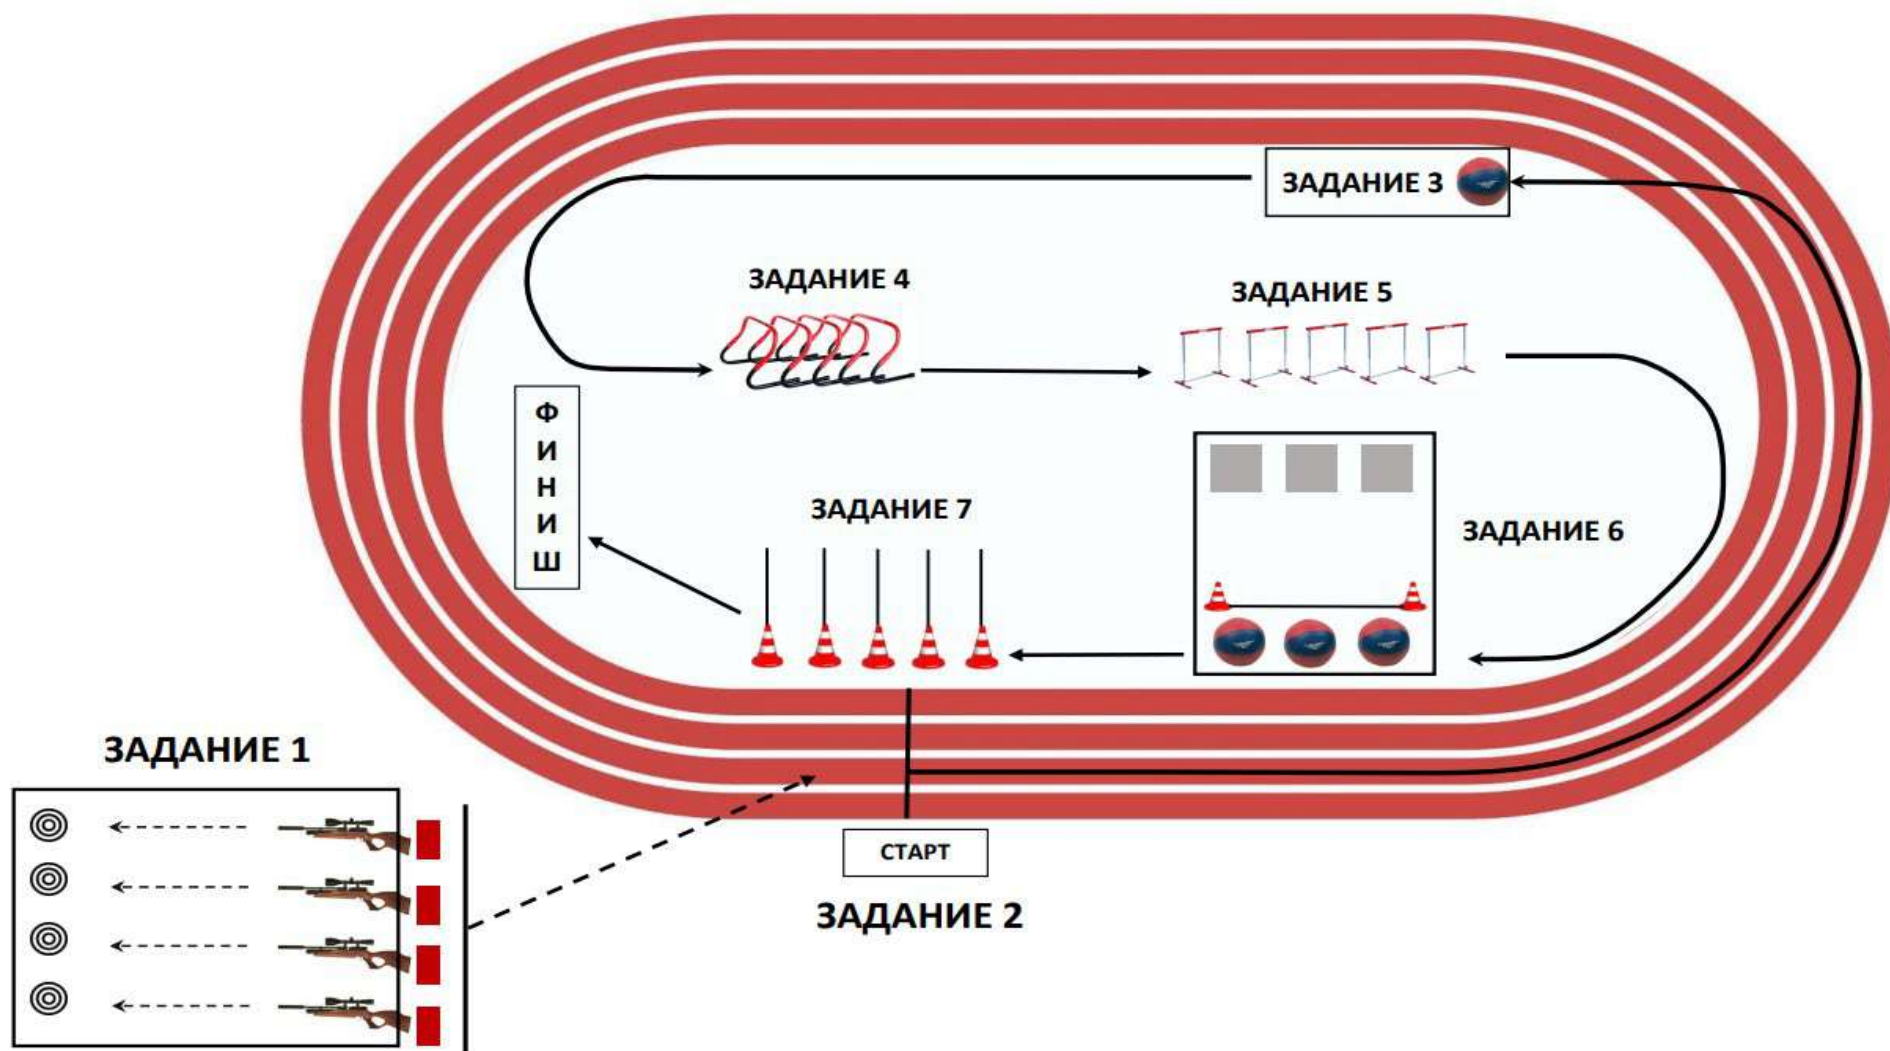 ЗАДАНИЕ 3
ЗАДАНИЕ 4
ЗАДАНИЕ 5
Ф
И
Н
И
Ш
ЗАДАНИЕ 7
ЗАДАНИЕ 6
ЗАДАНИЕ 1
СТАРТ
ЗАДАНИЕ 2